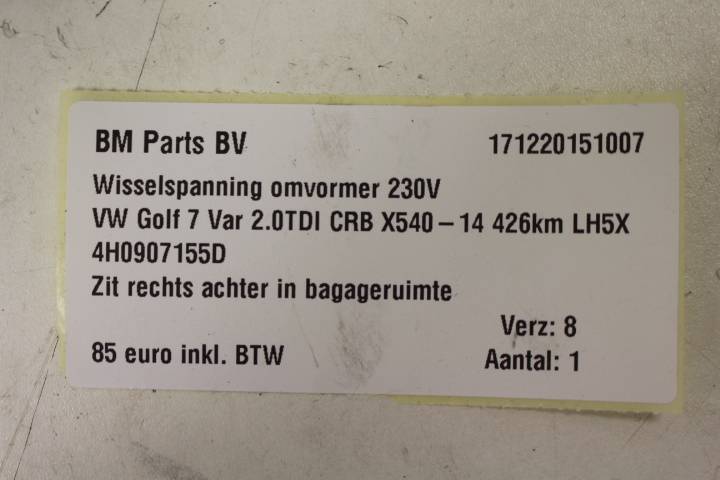 BM Parts BV 171220151007
Wisselspanning omvormer 230V
VW Golf 7 Var 2.0TDI CRB X540 – 14 426km LH5X
4H0907155D
Zit rechts achter in bagageruimte
Verz: 8
85 euro inkl. BTW Aantal: 1